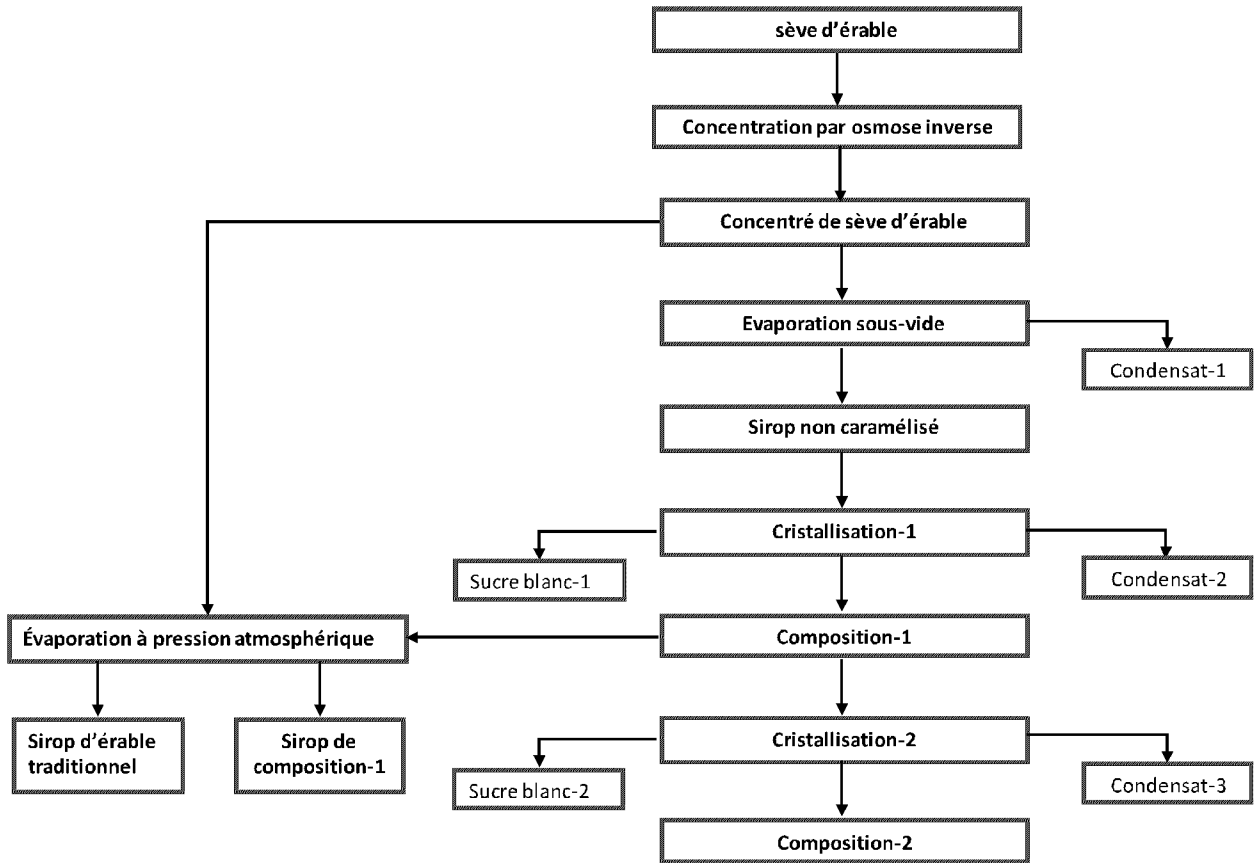 sève d'érable
Concentration par osmose inverse
Concentré de sève d'érable
Evaporation sous-vide
Condensat-1
Sirop non caramélisé
Cristallisation-1
Sucre blanc-1
Condensat-2
Évaporation à pression atmosphérique
Composition-1
Sirop d'érable
traditionnel
Sirop de
composition-1
Cristallisation-2
Sucre blanc-2
Condensat-3
Composition-2